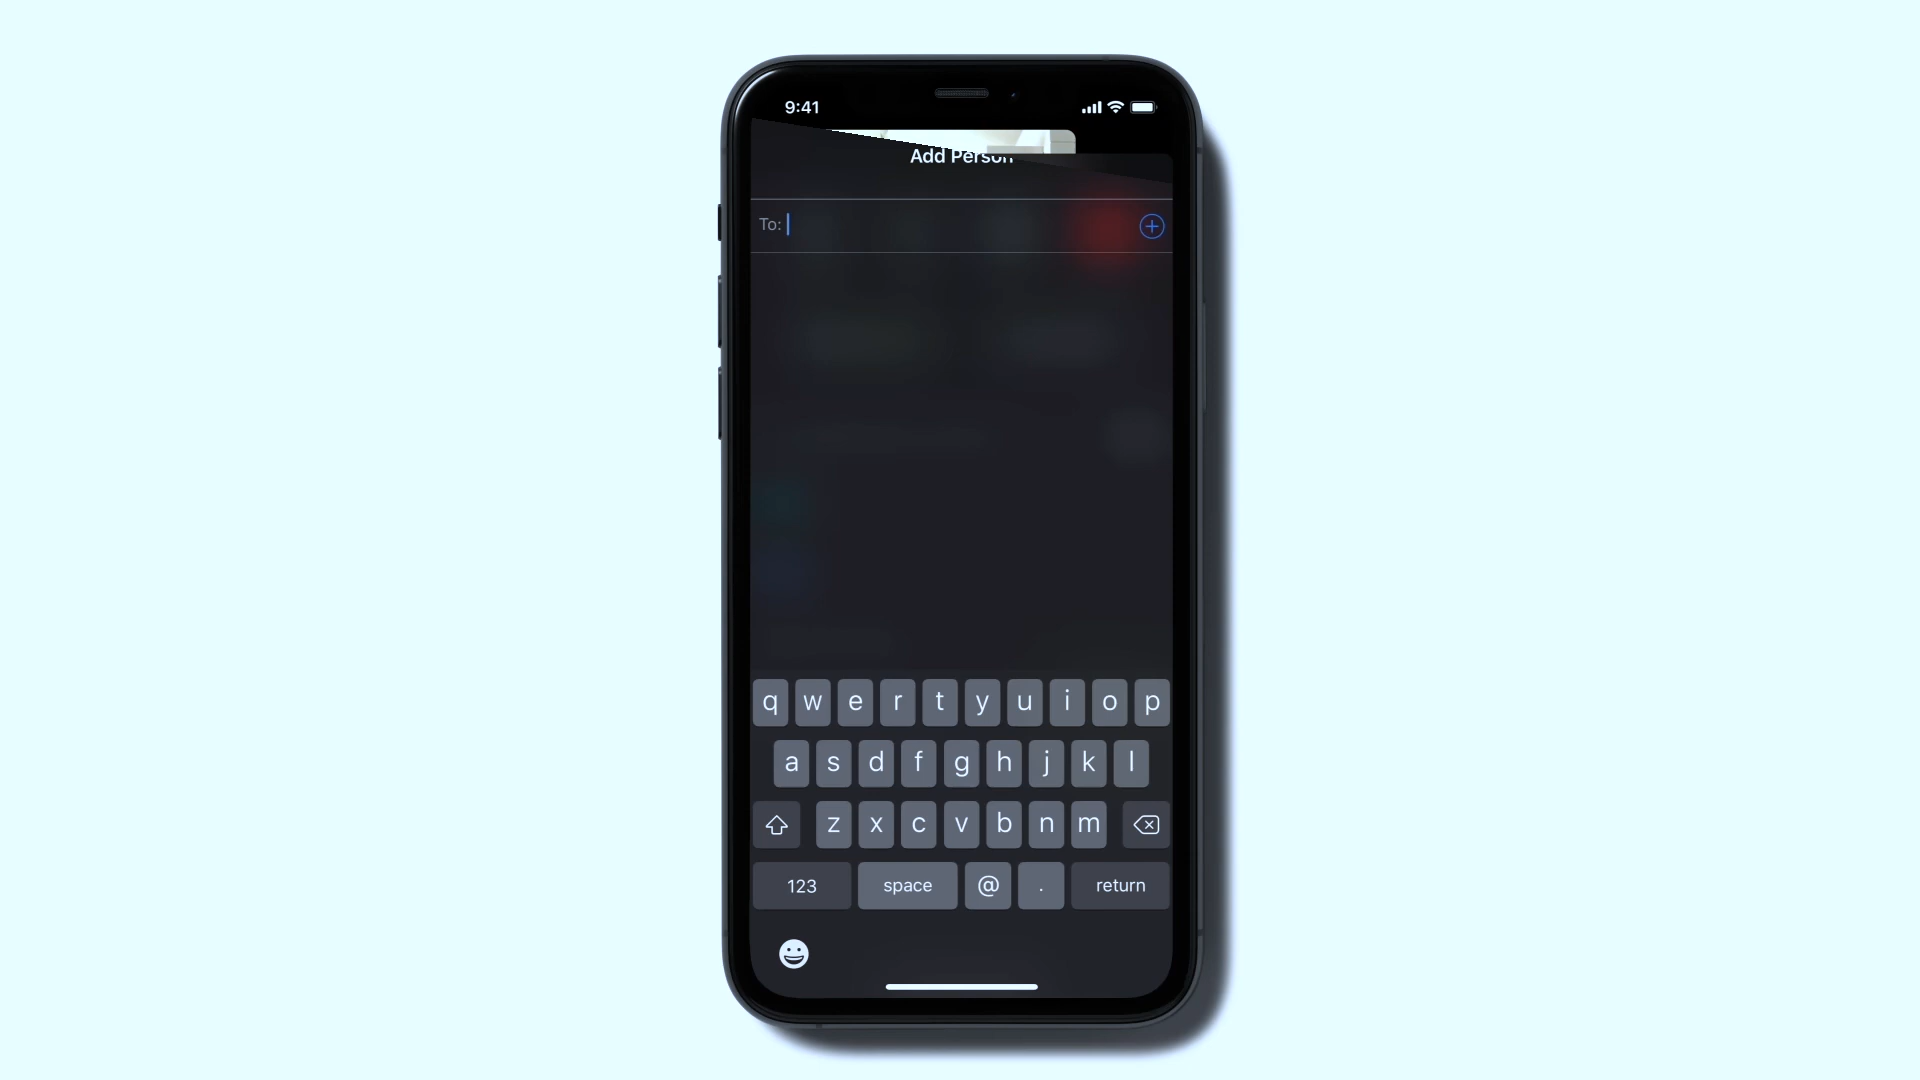 9:41
Add Person
To:
q w e r t y u i o p
a s d f g h j k l
z x c v b n m
123 space @ . return